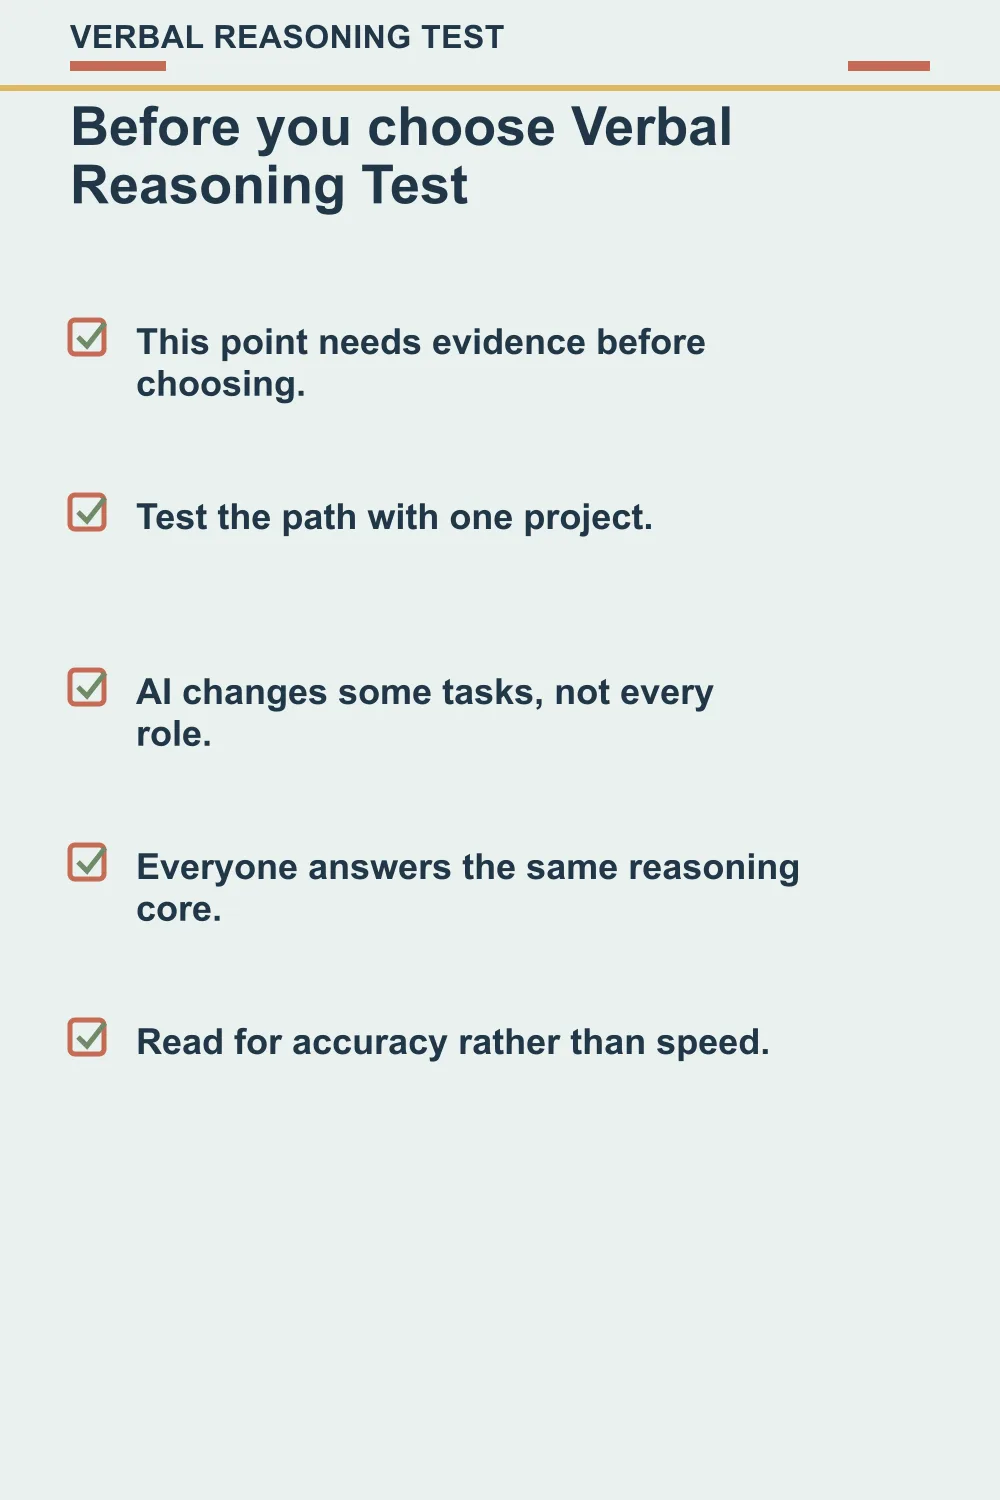 VERBAL REASONING TEST
Before you choose Verbal
Reasoning Test
This point needs evidence before
choosing.
Test the path with one project.
AI changes some tasks, not every
role.
Everyone answers the same reasoning
core.
Read for accuracy rather than speed.